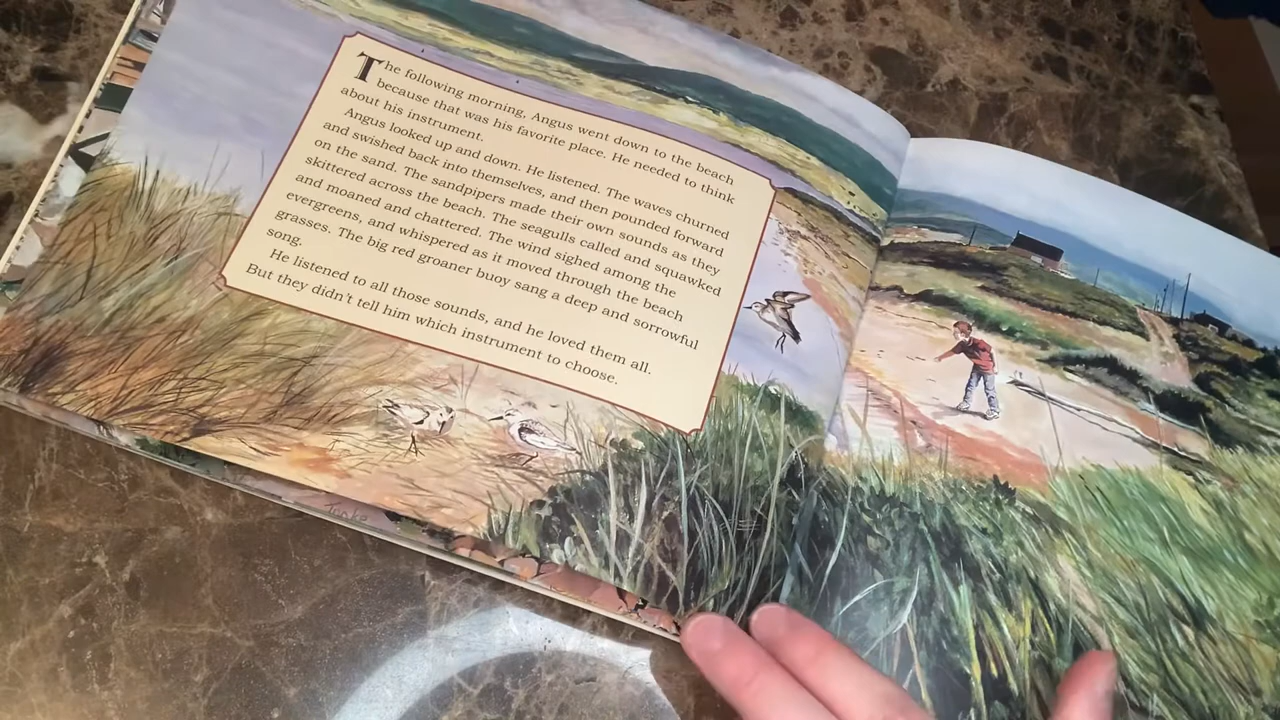 The following morning, Angus went down to the beach
because that was his favorite place. He needed to think
about his instrument.
Angus looked up and down. He listened. The waves churned
and swished back into themselves, and then pounded forward
on the sand. The sandpipers made their own sounds as they
skittered across the beach. The seagulls called and squawked
and moaned and chattered. The wind sighed among the
evergreens, and whispered as it moved through the beach
grasses. The big red groaner buoy sang a deep and sorrowful
song.
He listened to all those sounds, and he loved them all.
But they didn't tell him which instrument to choose.